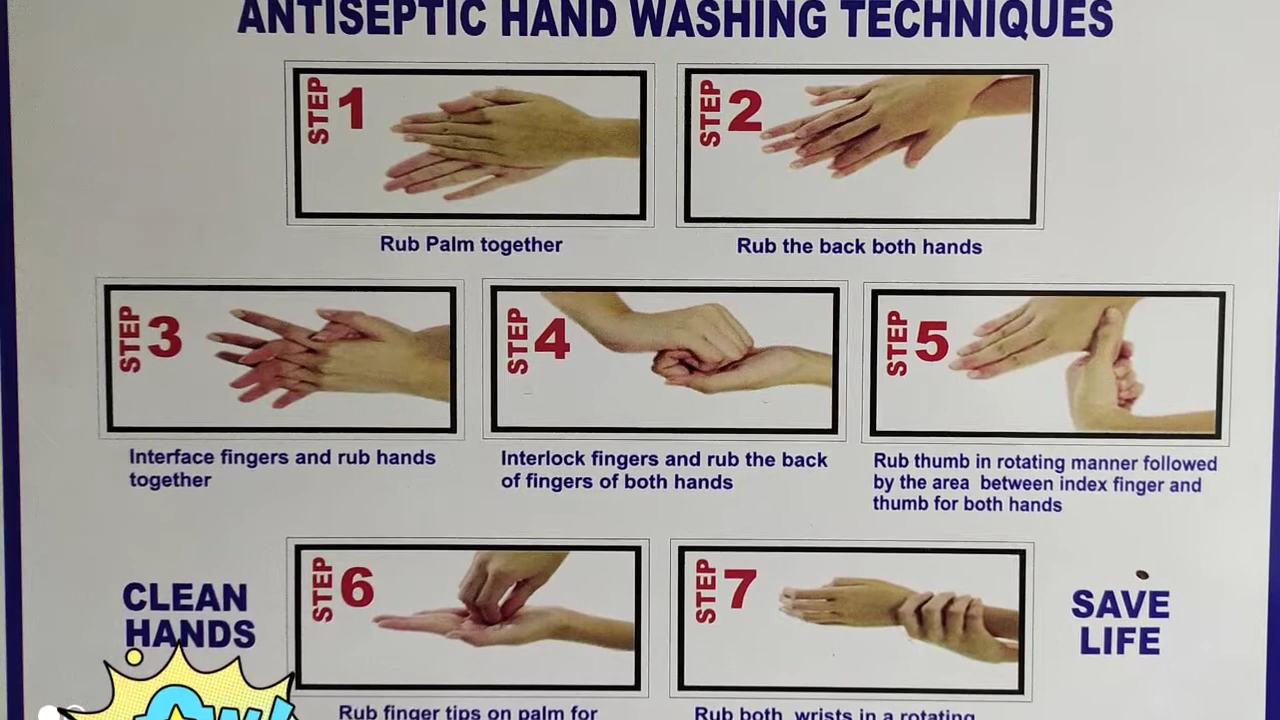 ANTISEPTIC HAND WASHING TECHNIQUES
STEP 1
STEP 2
Rub Palm together
Rub the back both hands
STEP 3
STEP 4
STEP 5
Interface fingers and rub hands
together
Interlock fingers and rub the back
of fingers of both hands
Rub thumb in rotating manner followed
by the area between index finger and
thumb for both hands
CLEAN
HANDS
STEP 6
STEP 7
SAVE
LIFE
Rub finger tips on palm for
Rub both wrists in a rotating